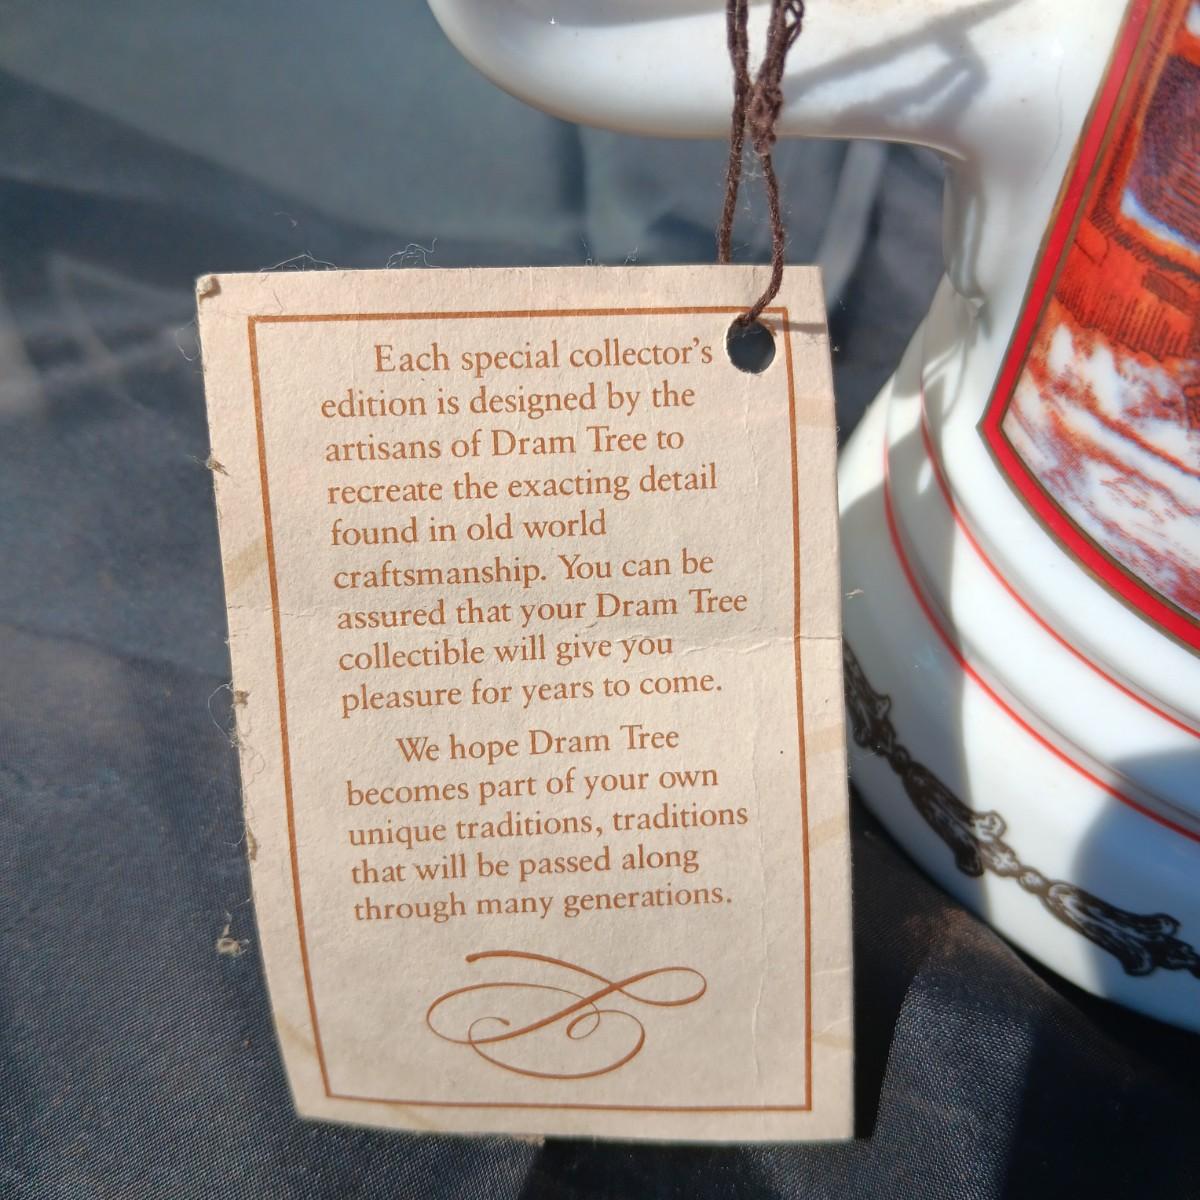 Each special collector's
edition is designed by the
artisans of Dram Tree to
recreate the exacting detail
found in old world
craftsmanship. You can be
assured that your Dram Tree
collectible will give you
pleasure for years to come.
We hope Dram Tree
becomes part of your own
unique traditions, traditions
that will be passed along
through many generations.